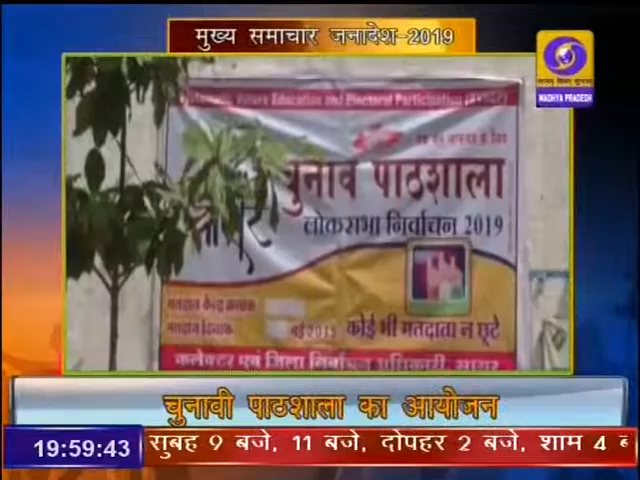 मुख्य समाचार जनादेश-2019
MADHYA PRADESH
Systematic Voters Education and Electoral Participation (SVEEP)
चुनाव पाठशाला
लोकसभा निर्वाचन 2019
मतदान केन्द्र क्रमांक
मतदान दिनांक मई 2019
कोई भी मतदाता न छूटे
कलेक्टर एवं जिला निर्वाचन अधिकारी, सागर
चुनावी पाठशाला का आयोजन
19:59:43
सुबह 9 बजे, 11 बजे, दोपहर 2 बजे, शाम 4 ब